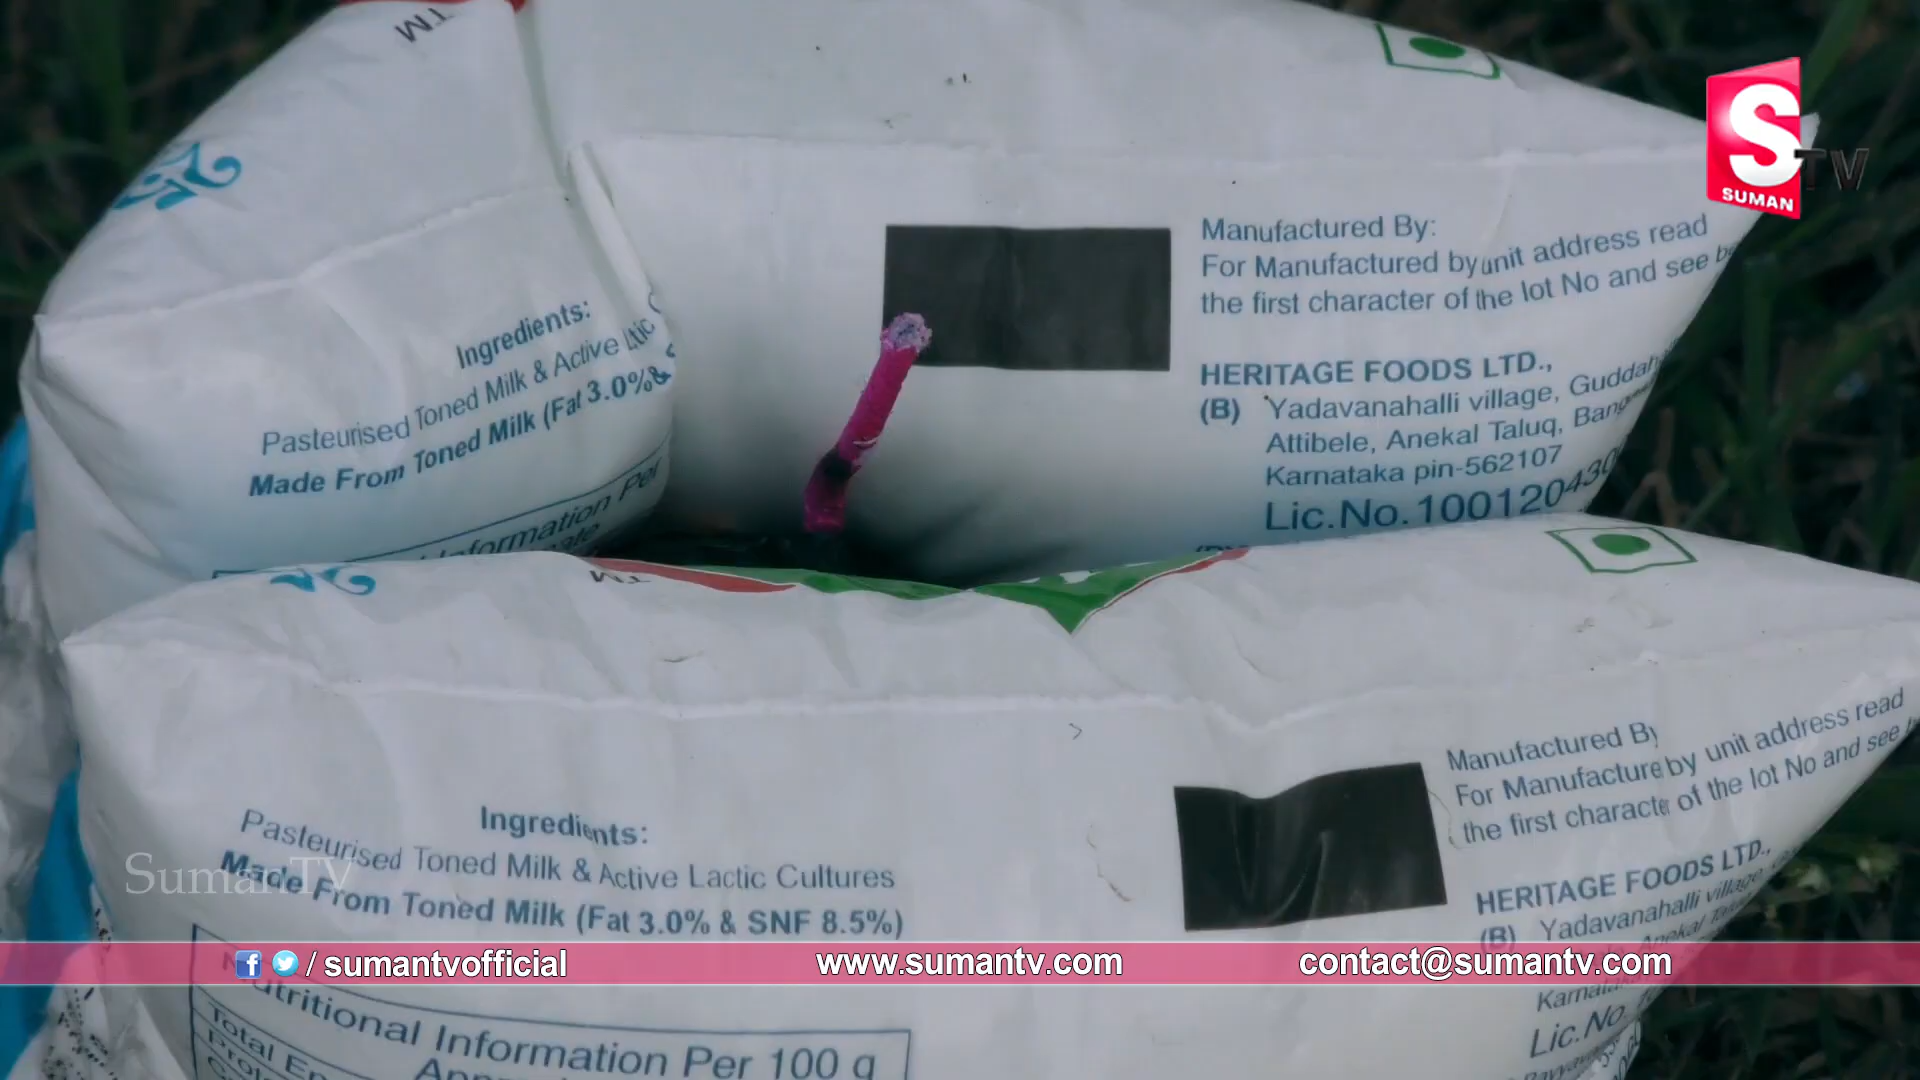 TM
S TV
SUMAN
Manufactured By:
For Manufactured by unit address read
the first character of the lot No and see
HERITAGE FOODS LTD.,
(B) Yadavanahalli village,
Attibele, Anekal Taluq,
Karnataka pin-562107
Lic.No.
Ingredients:
Pasteurised Toned Milk & Active
Made From Toned Milk (Fat 3.0% &
Information Per
TM
Manufactured By
For Manufacture by unit address read
the first character of the lot No and see
HERITAGE FOODS LTD.,
(B) Yadavanahalli village,
Lic.No.
Ingredients:
Pasteurised Toned Milk & Active Lactic Cultures
Made From Toned Milk (Fat 3.0% & SNF 8.5%)
SumanTV
/ sumantvofficial
www.sumantv.com
contact@sumantv.com
Nutritional Information Per 100 g
Total